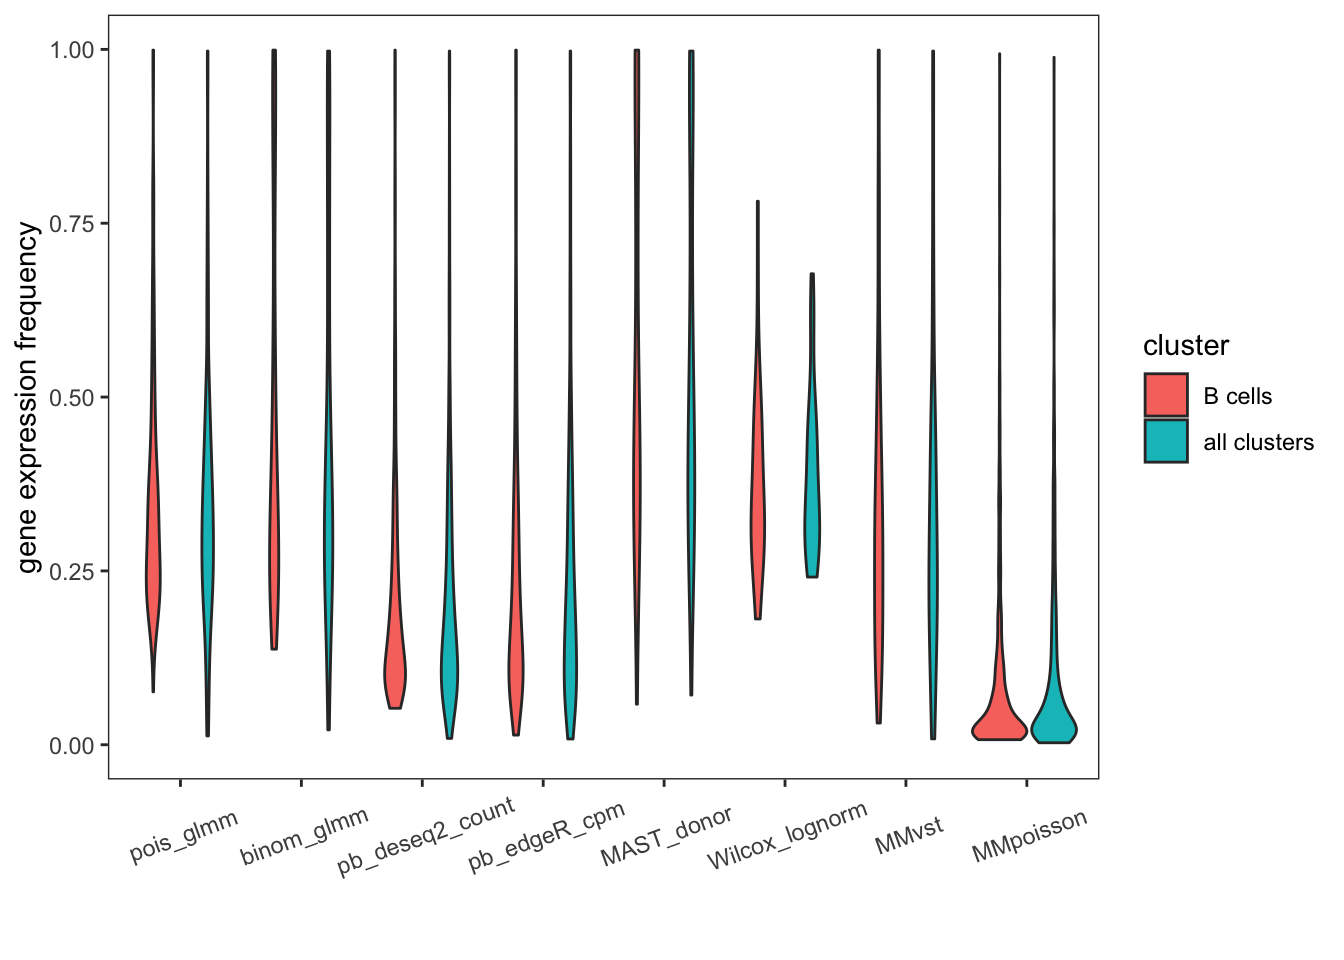 1.00
0.75
0.50
0.25
0.00
gene expression frequency
pois_glmm
binom_glmm
pb_deseq2_count
pb_edgeR_cpm
MAST_donor
Wilcox_lognorm
MMvst
MMpoisson
cluster
B cells
all clusters